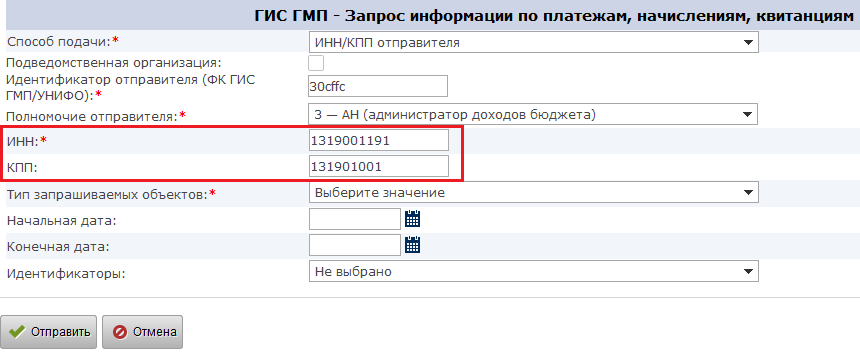 ГИС ГМП - Запрос информации по платежам, начислениям, квитанциям
Способ подачи:* ИНН/КПП отправителя
Подведомственная организация:
Идентификатор отправителя (ФК ГИС
ГМП/УНИФО):* 30cffc
Полномочие отправителя:* 3 — АН (администратор доходов бюджета)
ИНН:* 1319001191
КПП: 131901001
Тип запрашиваемых объектов:* Выберите значение
Начальная дата:
Конечная дата:
Идентификаторы: Не выбрано
Отправить Отмена